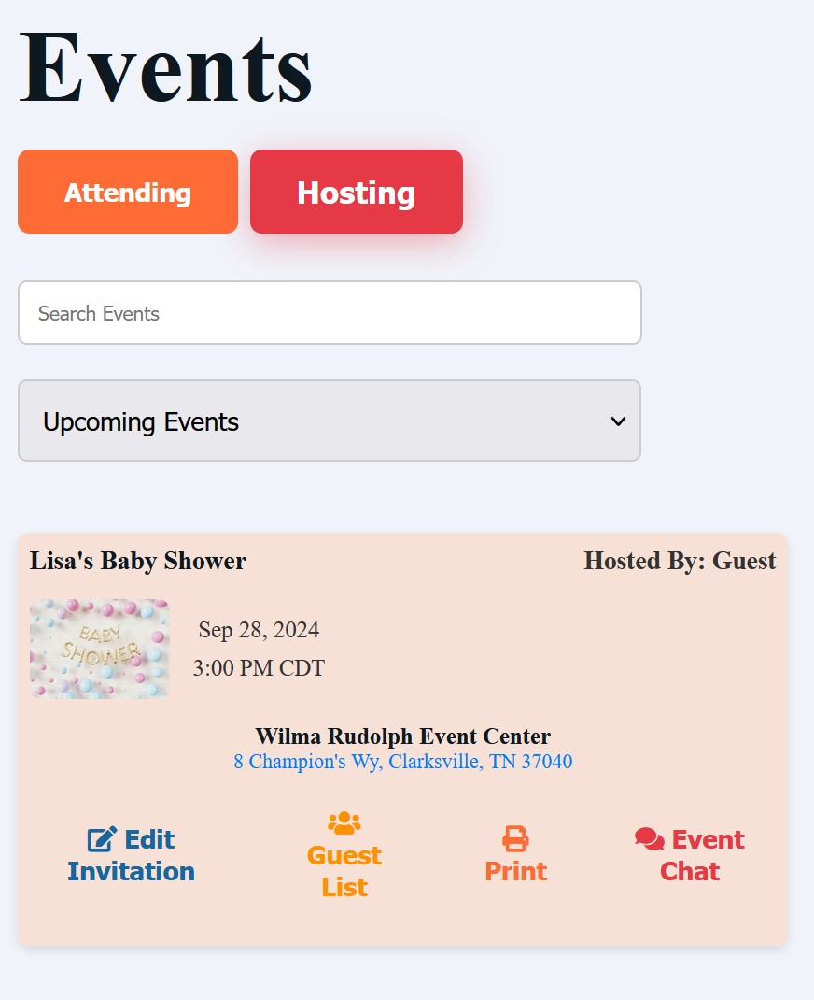 Events
Attending
Hosting
Search Events
Upcoming Events
Lisa's Baby Shower
Hosted By: Guest
BABY
SHOWER
Sep 28, 2024
3:00 PM CDT
Wilma Rudolph Event Center
8 Champion's Wy, Clarksville, TN 37040
Edit
Invitation
Guest
List
Print
Event
Chat